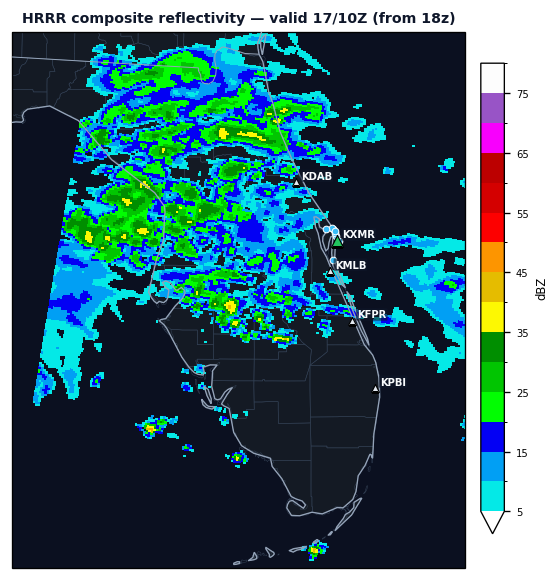 HRRR composite reflectivity — valid 17/10Z (from 18z)
KDAB
KXMR
KMLB
KFPR
KPBI
75
65
55
45
35
25
15
5
dBZ